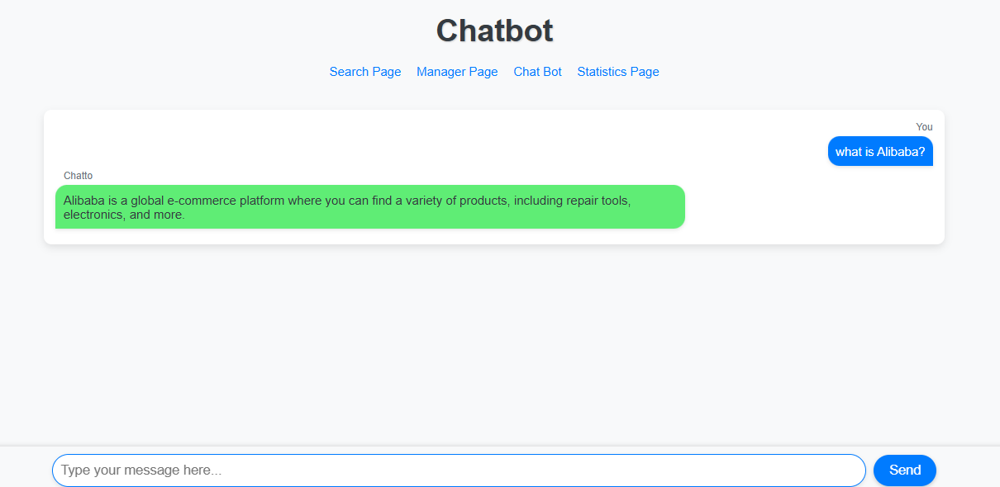 Chatbot
Search Page Manager Page Chat Bot Statistics Page
You
what is Alibaba?
Chatto
Alibaba is a global e-commerce platform where you can find a variety of products, including repair tools,
electronics, and more.
Type your message here...
Send